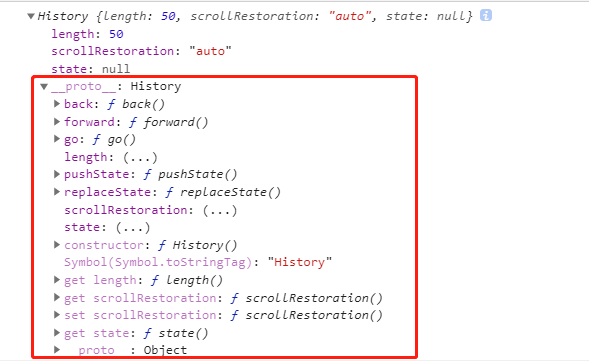 History {length: 50, scrollRestoration: "auto", state: null} i
length: 50
scrollRestoration: "auto"
state: null
__proto__: History
back: ƒ back()
forward: ƒ forward()
go: ƒ go()
length: (...)
pushState: ƒ pushState()
replaceState: ƒ replaceState()
scrollRestoration: (...)
state: (...)
constructor: ƒ History()
Symbol(Symbol.toStringTag): "History"
get length: ƒ length()
get scrollRestoration: ƒ scrollRestoration()
set scrollRestoration: ƒ scrollRestoration()
get state: ƒ state()
__proto__: Object